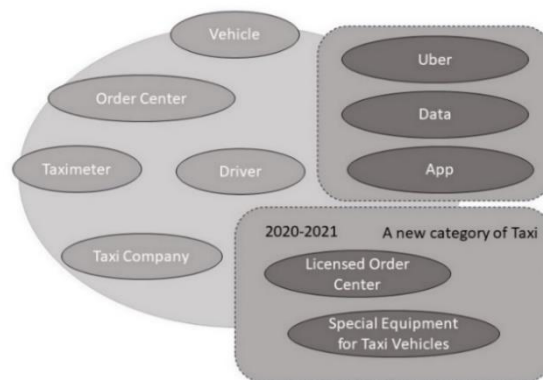 Vehicle
Uber
Order Center
Data
Taximeter
Driver
App
2020-2021 A new category of Taxi
Taxi Company
Licensed Order
Center
Special Equipment
for Taxi Vehicles